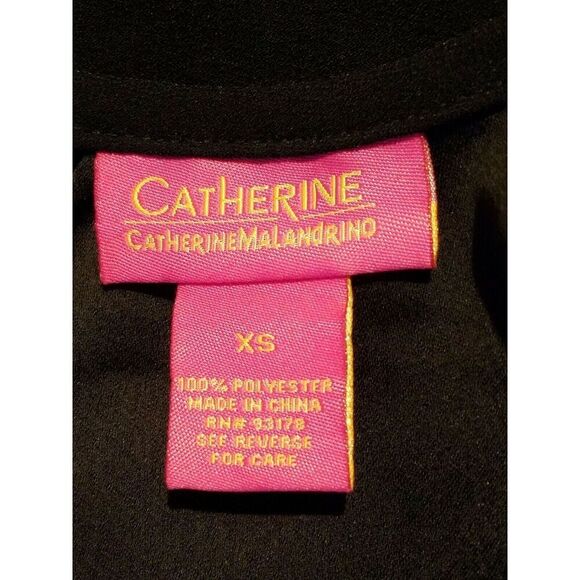 CATHERINE
CATHERINEMALANDRINO
XS
100% POLYESTER
MADE IN CHINA
RN# 93178
SEE REVERSE
FOR CARE